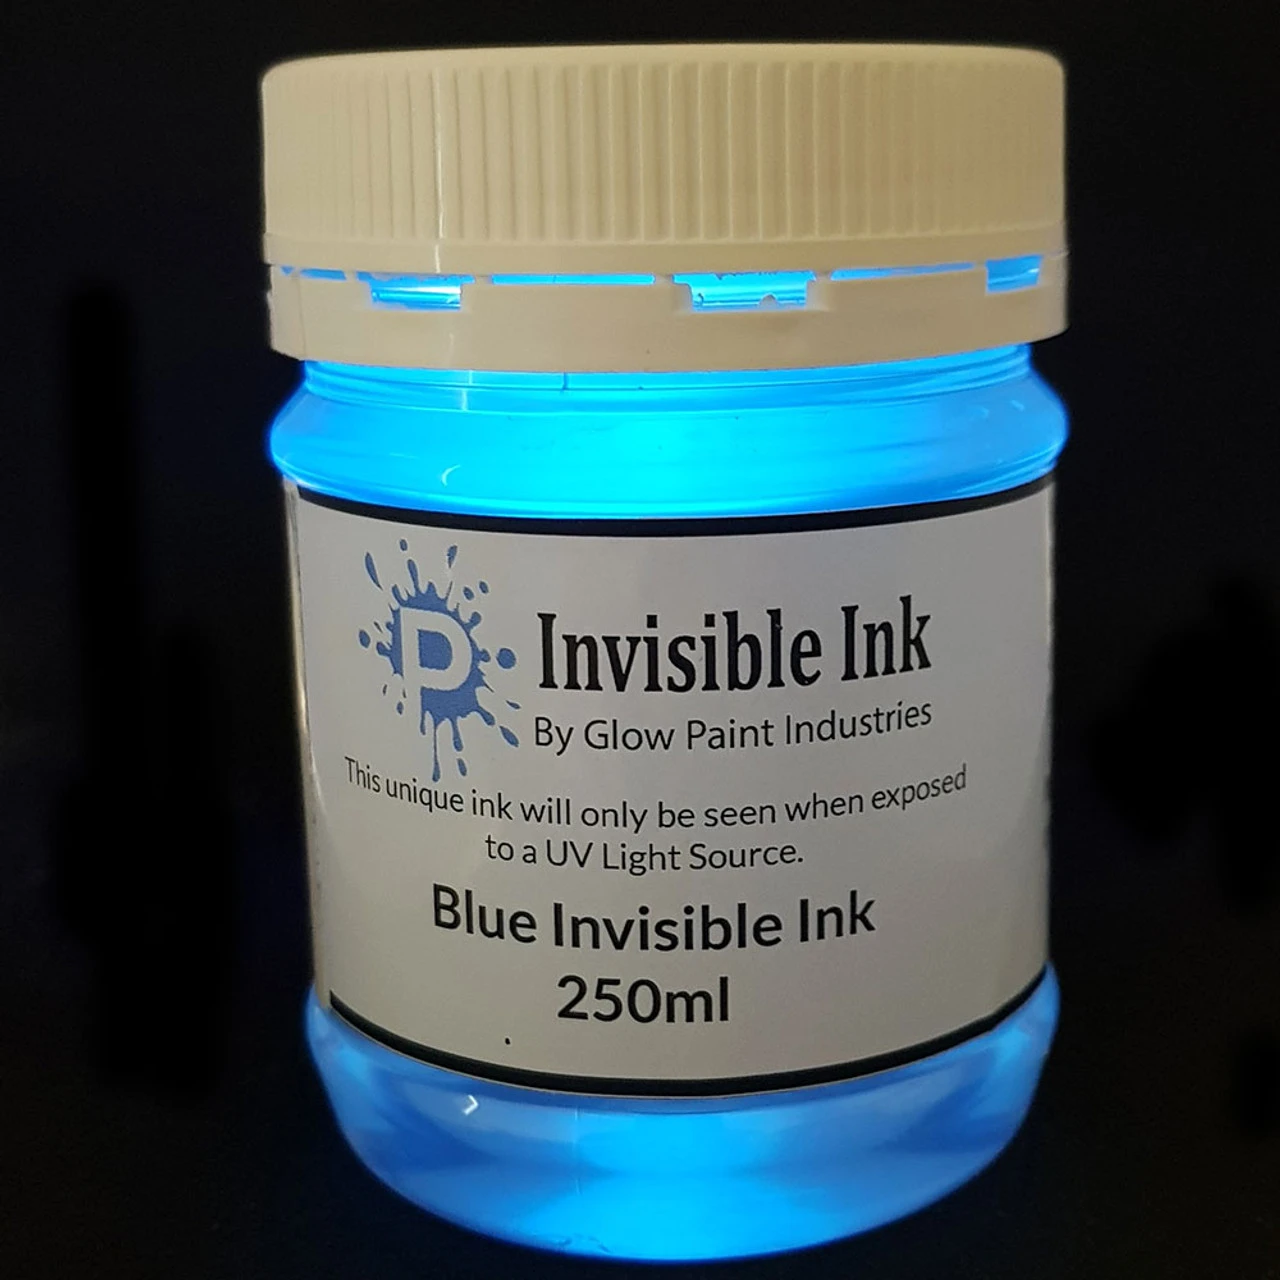 P
Invisible Ink
By Glow Paint Industries
This unique ink will only be seen when exposed
to a UV Light Source.
Blue Invisible Ink
250ml